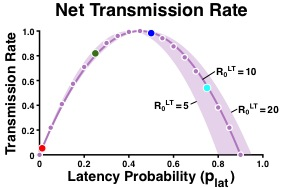 Net Transmission Rate
Transmission Rate
1.0
0.8
0.6
0.4
0.2
0
R₀ᴸᵀ=10
R₀ᴸᵀ=5
R₀ᴸᵀ=20
0 0.2 0.4 0.6 0.8 1.0
Latency Probability (plat)